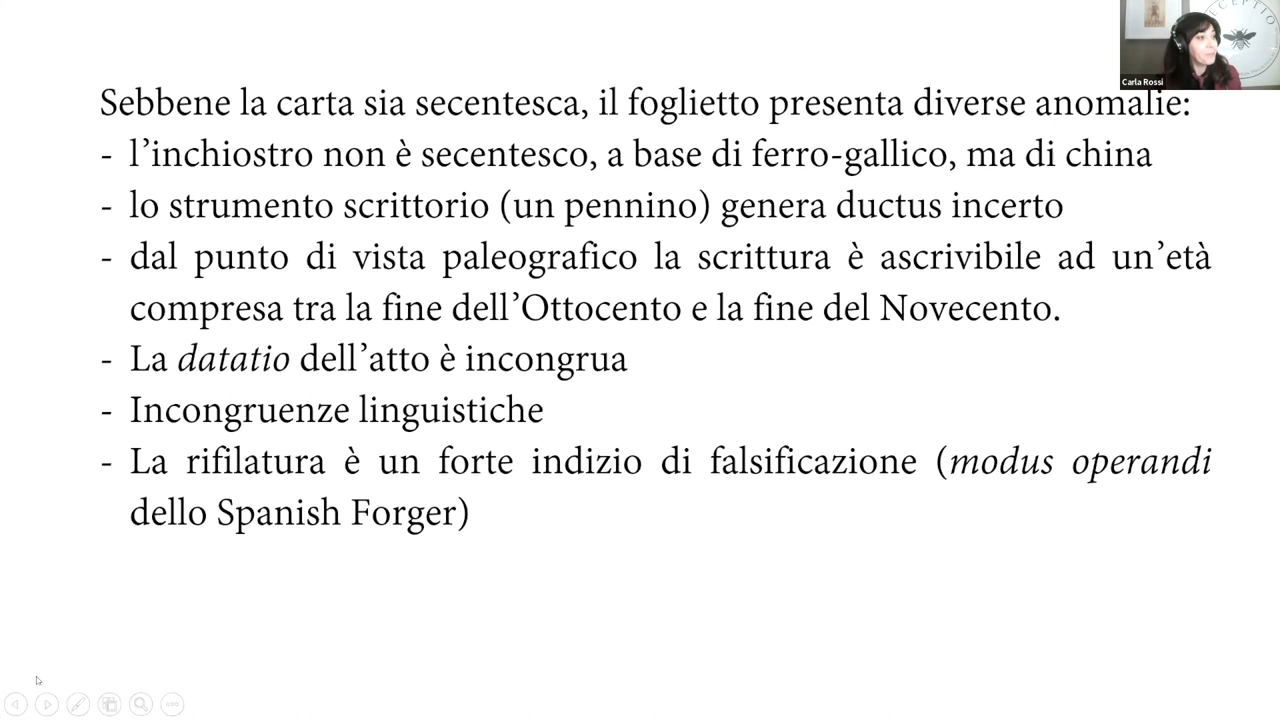 Sebbene la carta sia secentesca, il foglietto presenta diverse anomalie:
- l’inchiostro non è secentesco, a base di ferro-gallico, ma di china
- lo strumento scrittorio (un pennino) genera ductus incerto
- dal punto di vista paleografico la scrittura è ascrivibile ad un’età
compresa tra la fine dell’Ottocento e la fine del Novecento.
- La datatio dell’atto è incongrua
- Incongruenze linguistiche
- La rifilatura è un forte indizio di falsificazione (modus operandi
dello Spanish Forger)
Carla Rossi